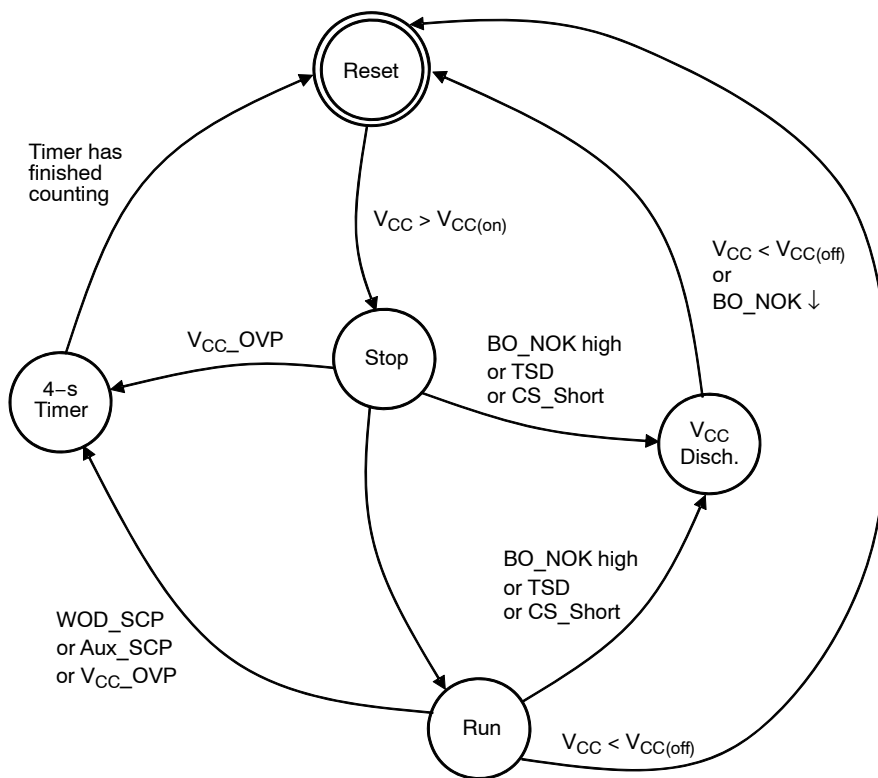 Reset
Timer has
finished
counting
V_CC > V_CC(on)
V_CC < V_CC(off)
or
BO_NOK ↓
V_CC_OVP
Stop
BO_NOK high
or TSD
or CS_Short
4−s
Timer
V_CC
Disch.
BO_NOK high
or TSD
or CS_Short
WOD_SCP
or Aux_SCP
or V_CC_OVP
Run
V_CC < V_CC(off)